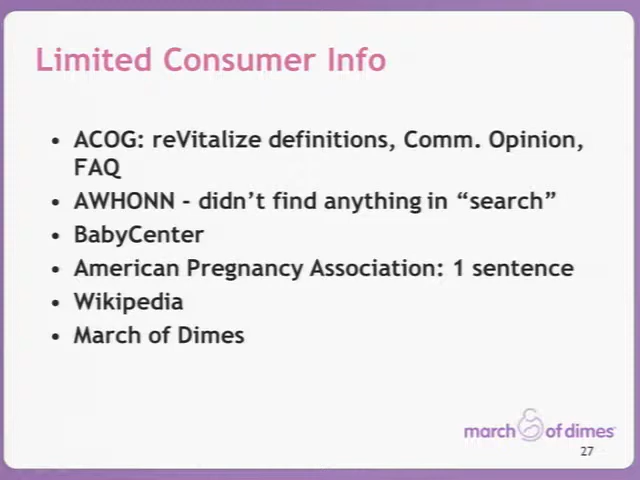 Limited Consumer Info
• ACOG: reVitalize definitions, Comm. Opinion,
FAQ
• AWHONN - didn't find anything in “search”
• BabyCenter
• American Pregnancy Association: 1 sentence
• Wikipedia
• March of Dimes
march of dimes
27